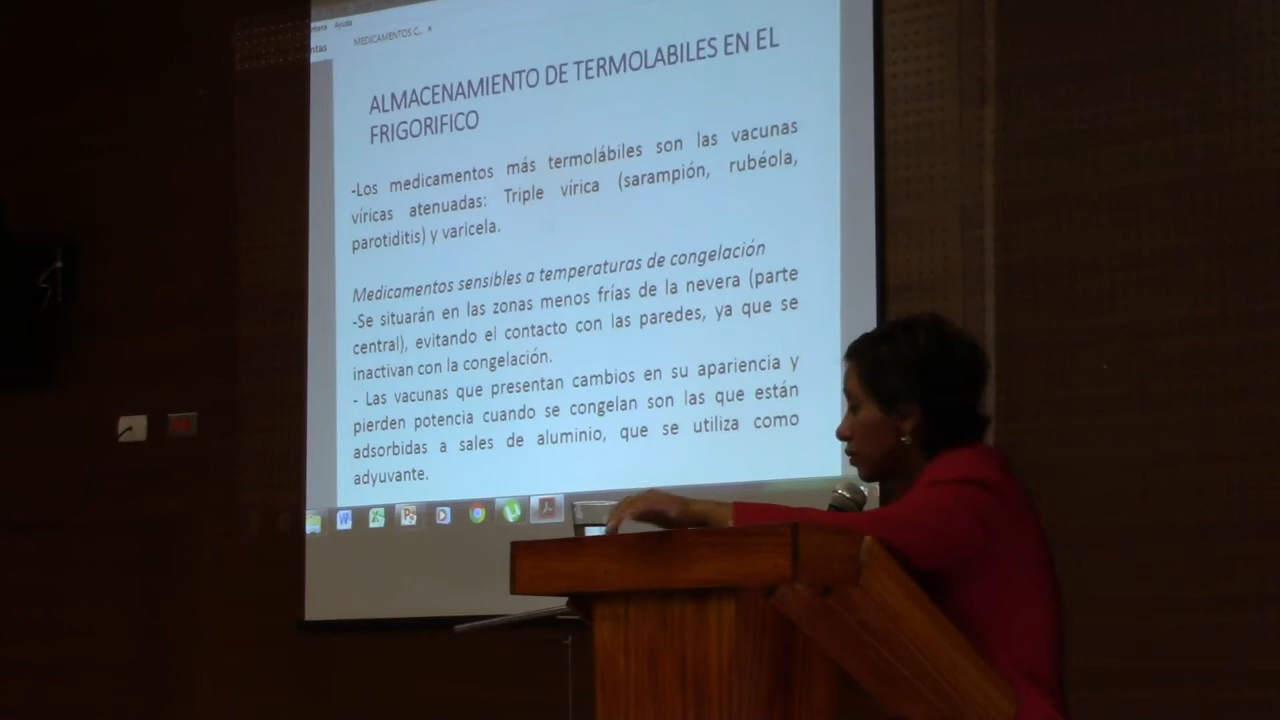 Ayuda
MEDICAMENTOS C...
ALMACENAMIENTO DE TERMOLABILES EN EL
FRIGORIFICO
-Los medicamentos más termolábiles son las vacunas
víricas atenuadas: Triple vírica (sarampión, rubéola,
parotiditis) y varicela.
Medicamentos sensibles a temperaturas de congelación
-Se situarán en las zonas menos frías de la nevera (parte
central), evitando el contacto con las paredes, ya que se
inactivan con la congelación.
- Las vacunas que presentan cambios en su apariencia y
pierden potencia cuando se congelan son las que están
adsorbidas a sales de aluminio, que se utiliza como
adyuvante.